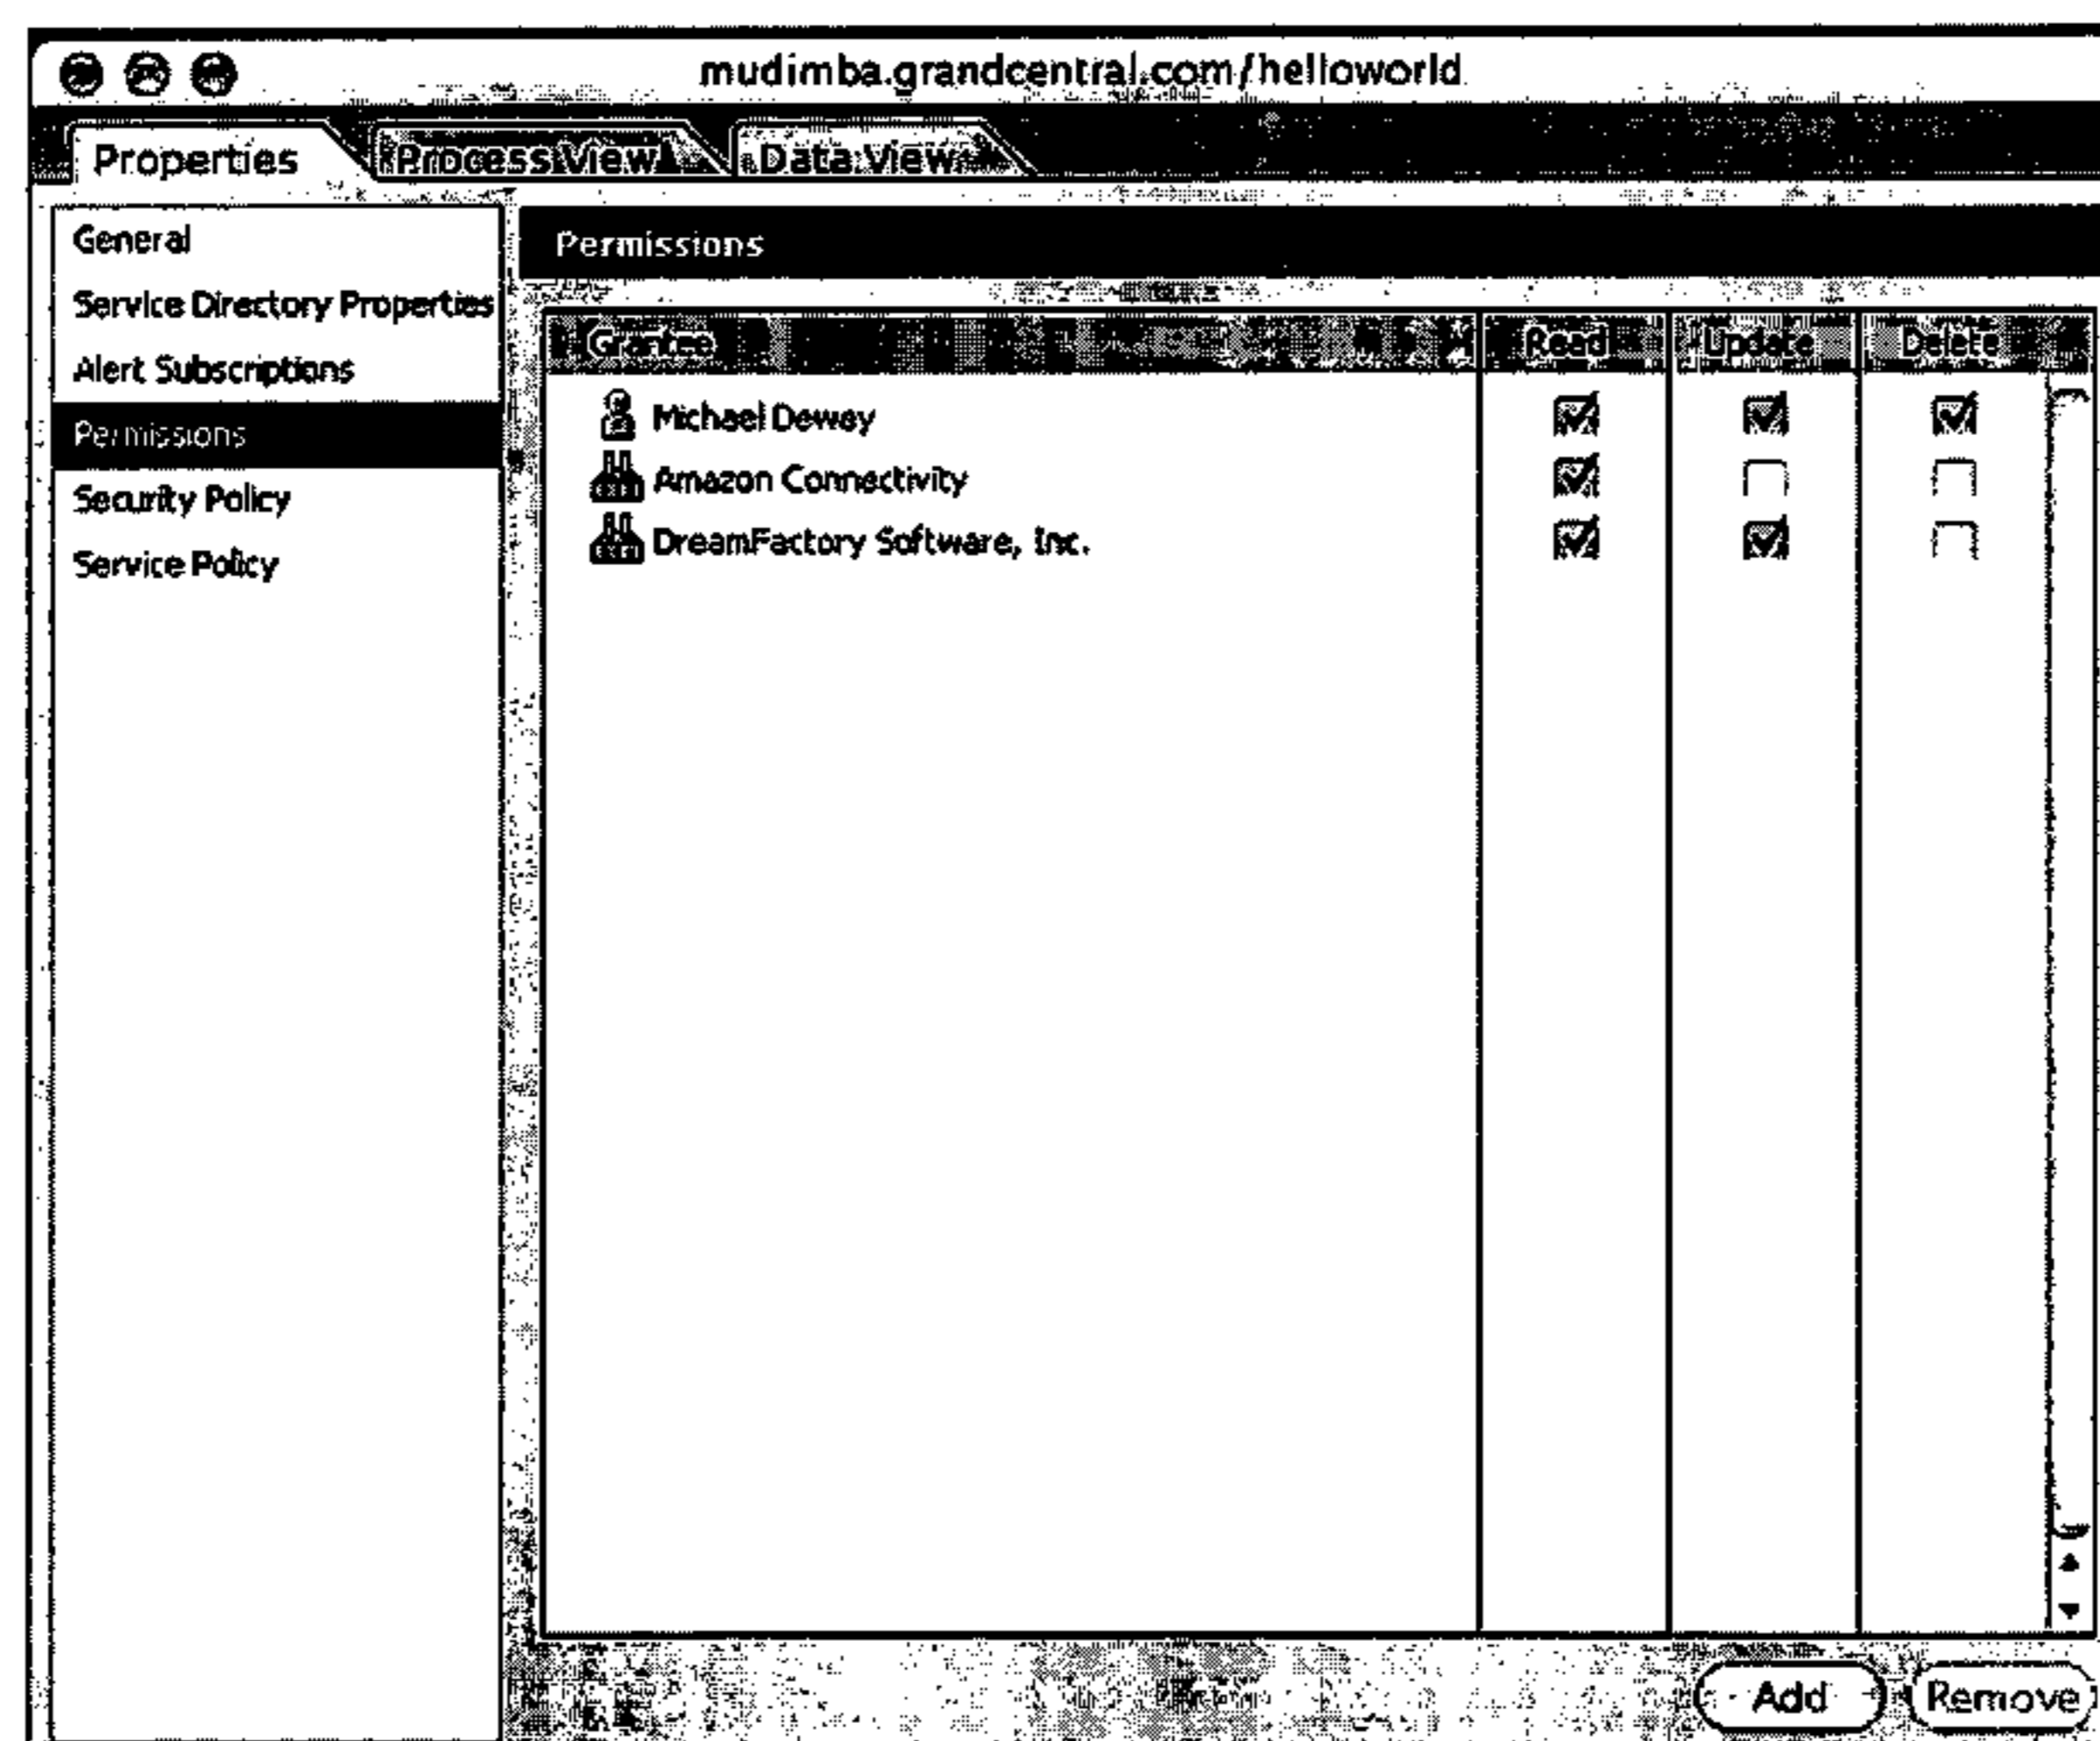 mudimba.grandcentral.com/helloworld
Properties Process View Data View
General
Service Directory Properties
Alert Subscriptions
Permissions
Security Policy
Service Policy
Permissions
Grantee Read Update Delete
Michael Dewey
Amazon Connectivity
DreamFactory Software, Inc.
Add Remove